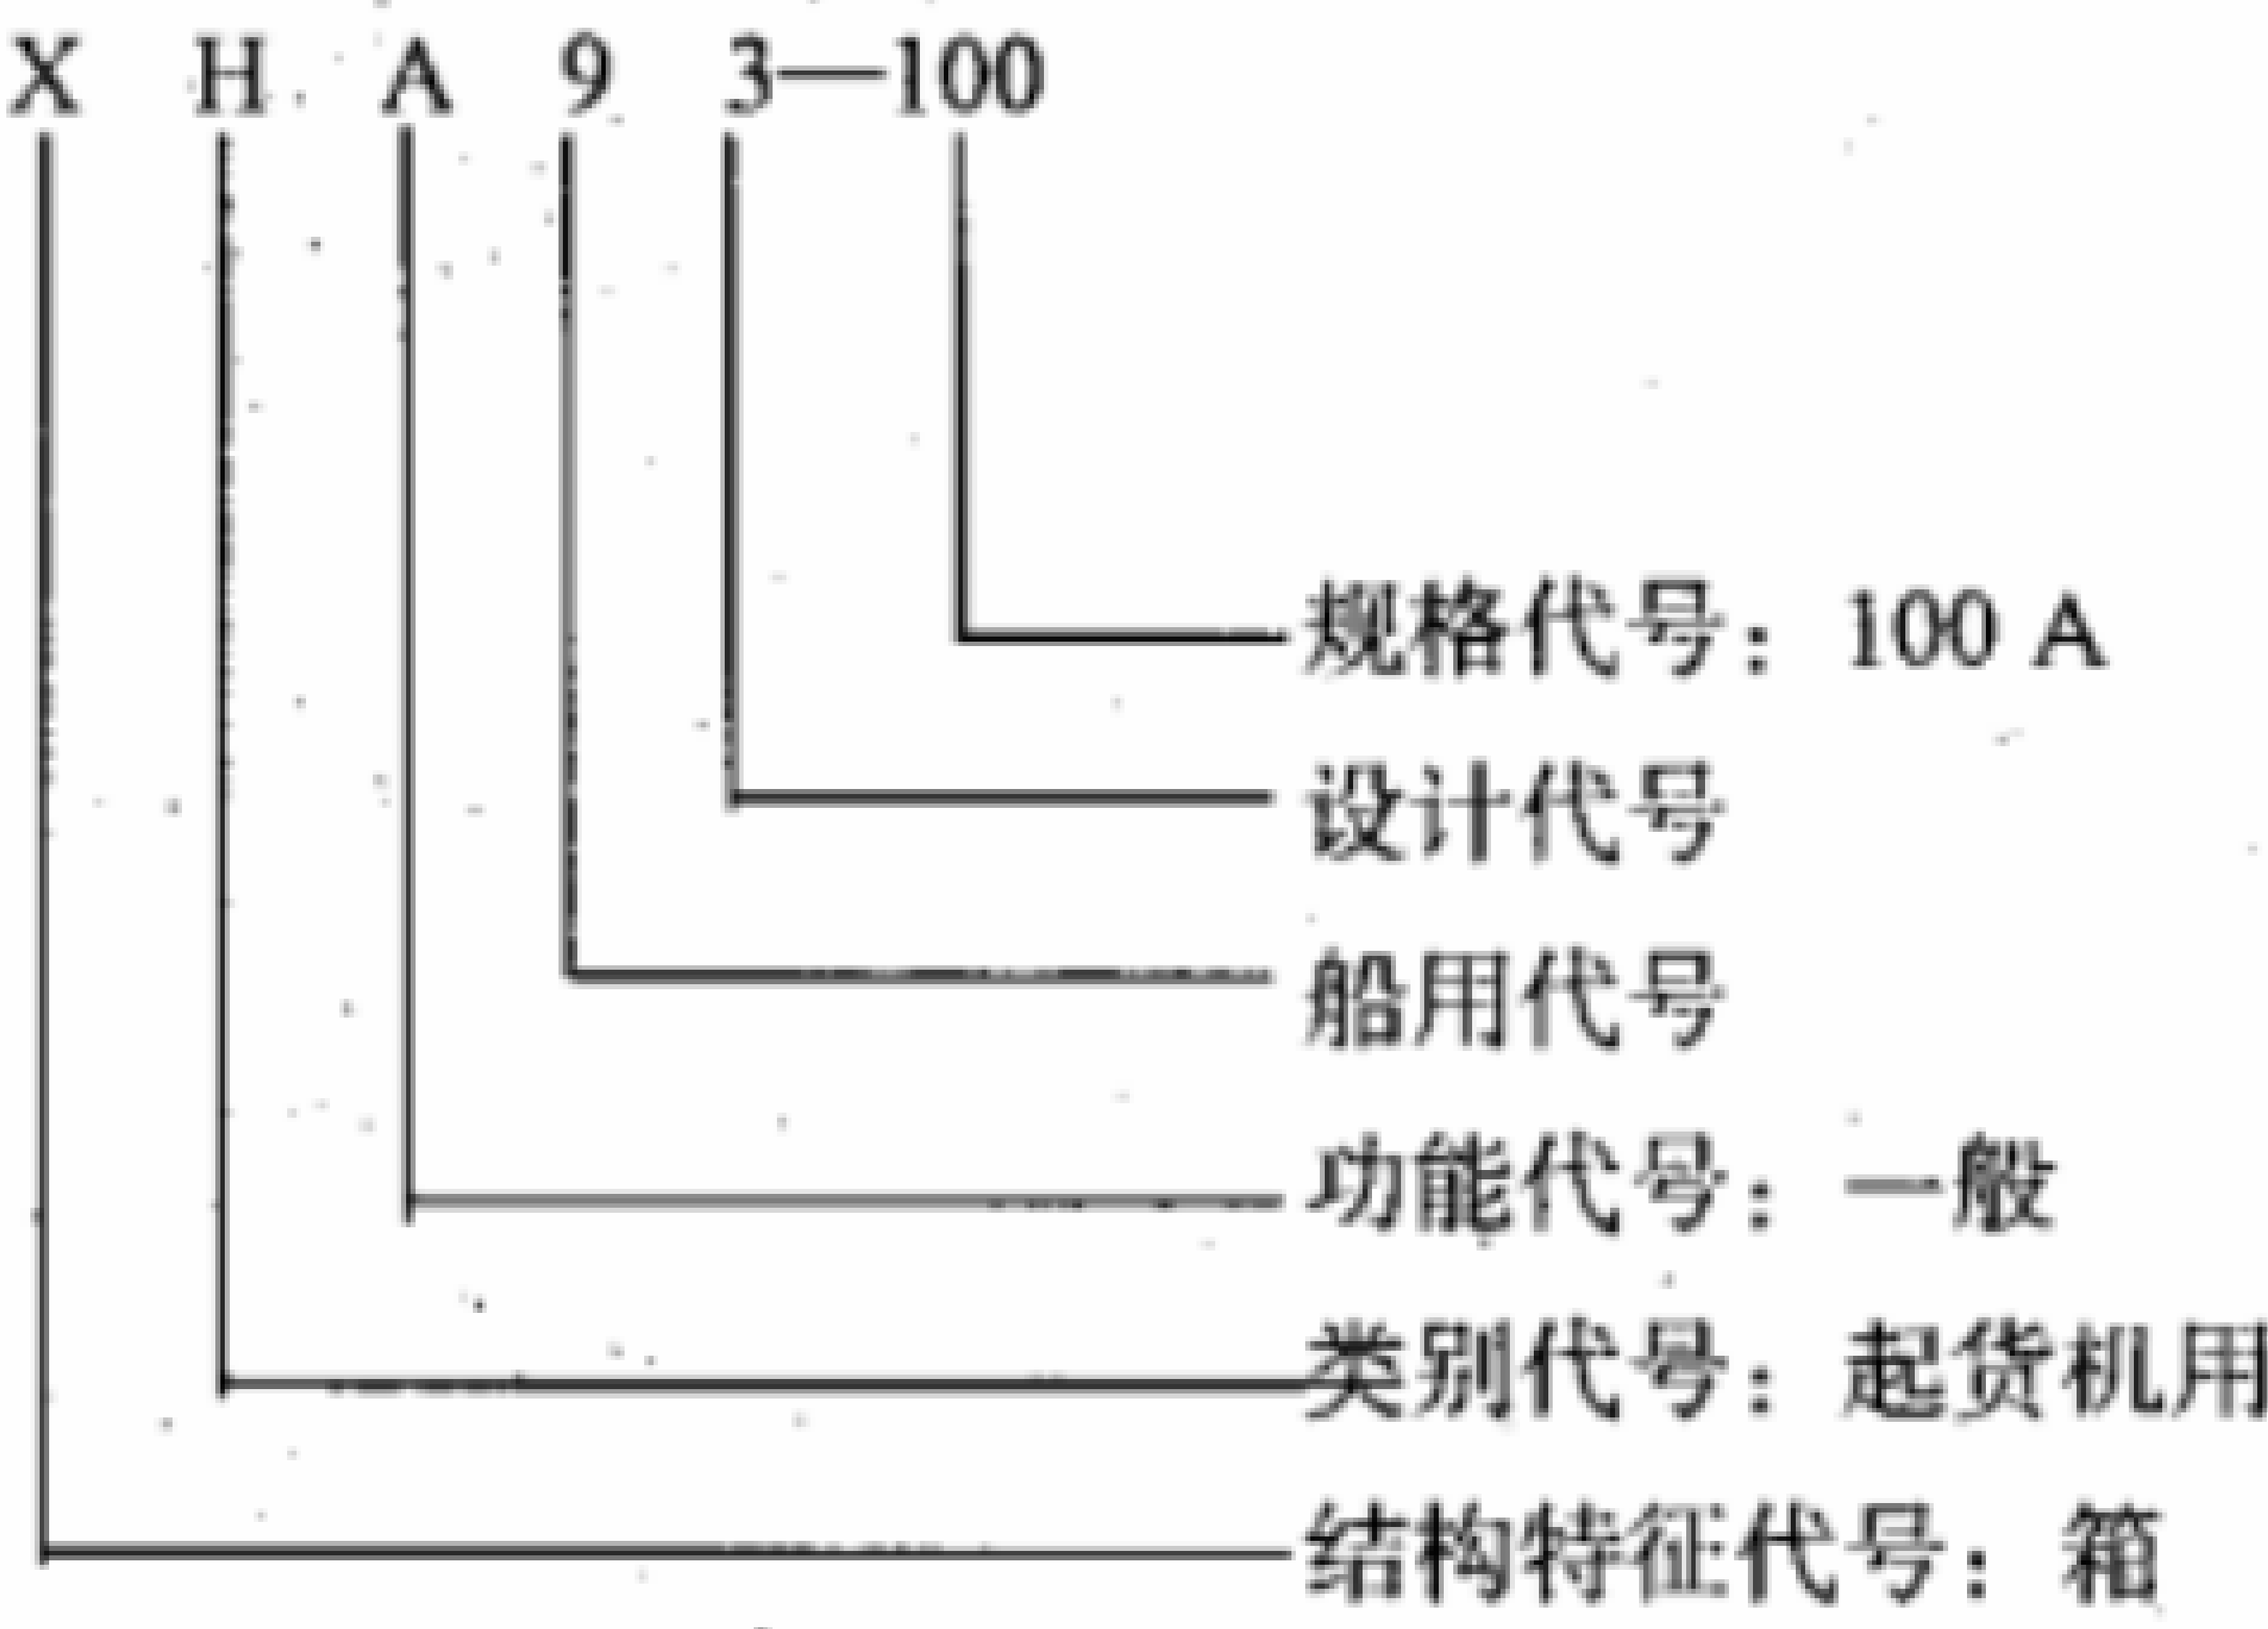 X H A 9 3—100
规格代号：100 A
设计代号
船用代号
功能代号：一般
类别代号：起货机用
结构特征代号：箱